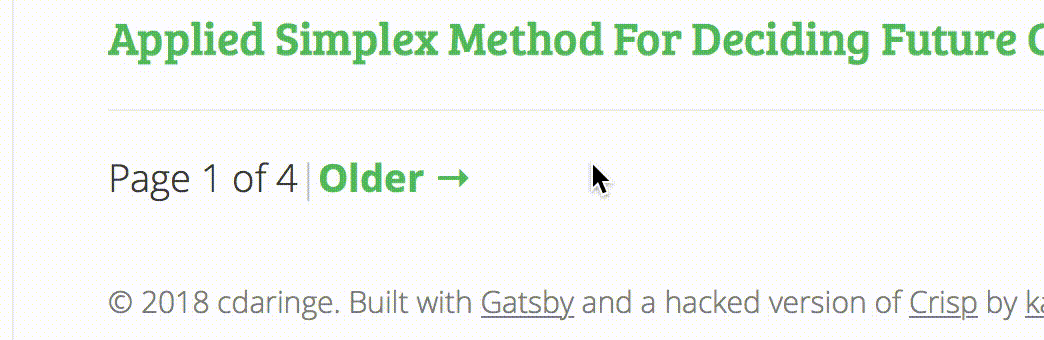 Applied Simplex Method For Deciding Future
Page 1 of 4 | Older →
© 2018 cdaringe. Built with Gatsby and a hacked version of Crisp by